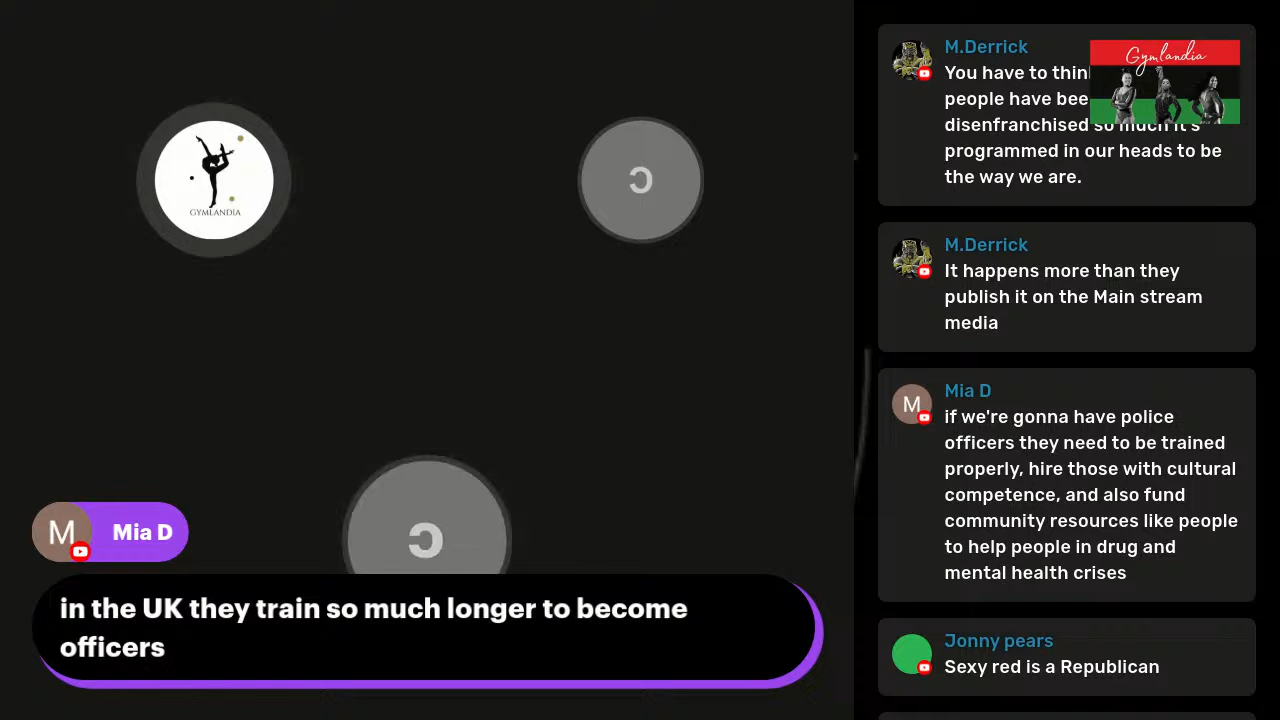 GYMLANDIA
Ɔ
Ɔ
M Mia D
in the UK they train so much longer to become
officers
M.Derrick
You have to thin
people have bee
disenfranchised so much it's
programmed in our heads to be
the way we are.
Gymlandia
M.Derrick
It happens more than they
publish it on the Main stream
media
M Mia D
if we're gonna have police
officers they need to be trained
properly, hire those with cultural
competence, and also fund
community resources like people
to help people in drug and
mental health crises
Jonny pears
Sexy red is a Republican